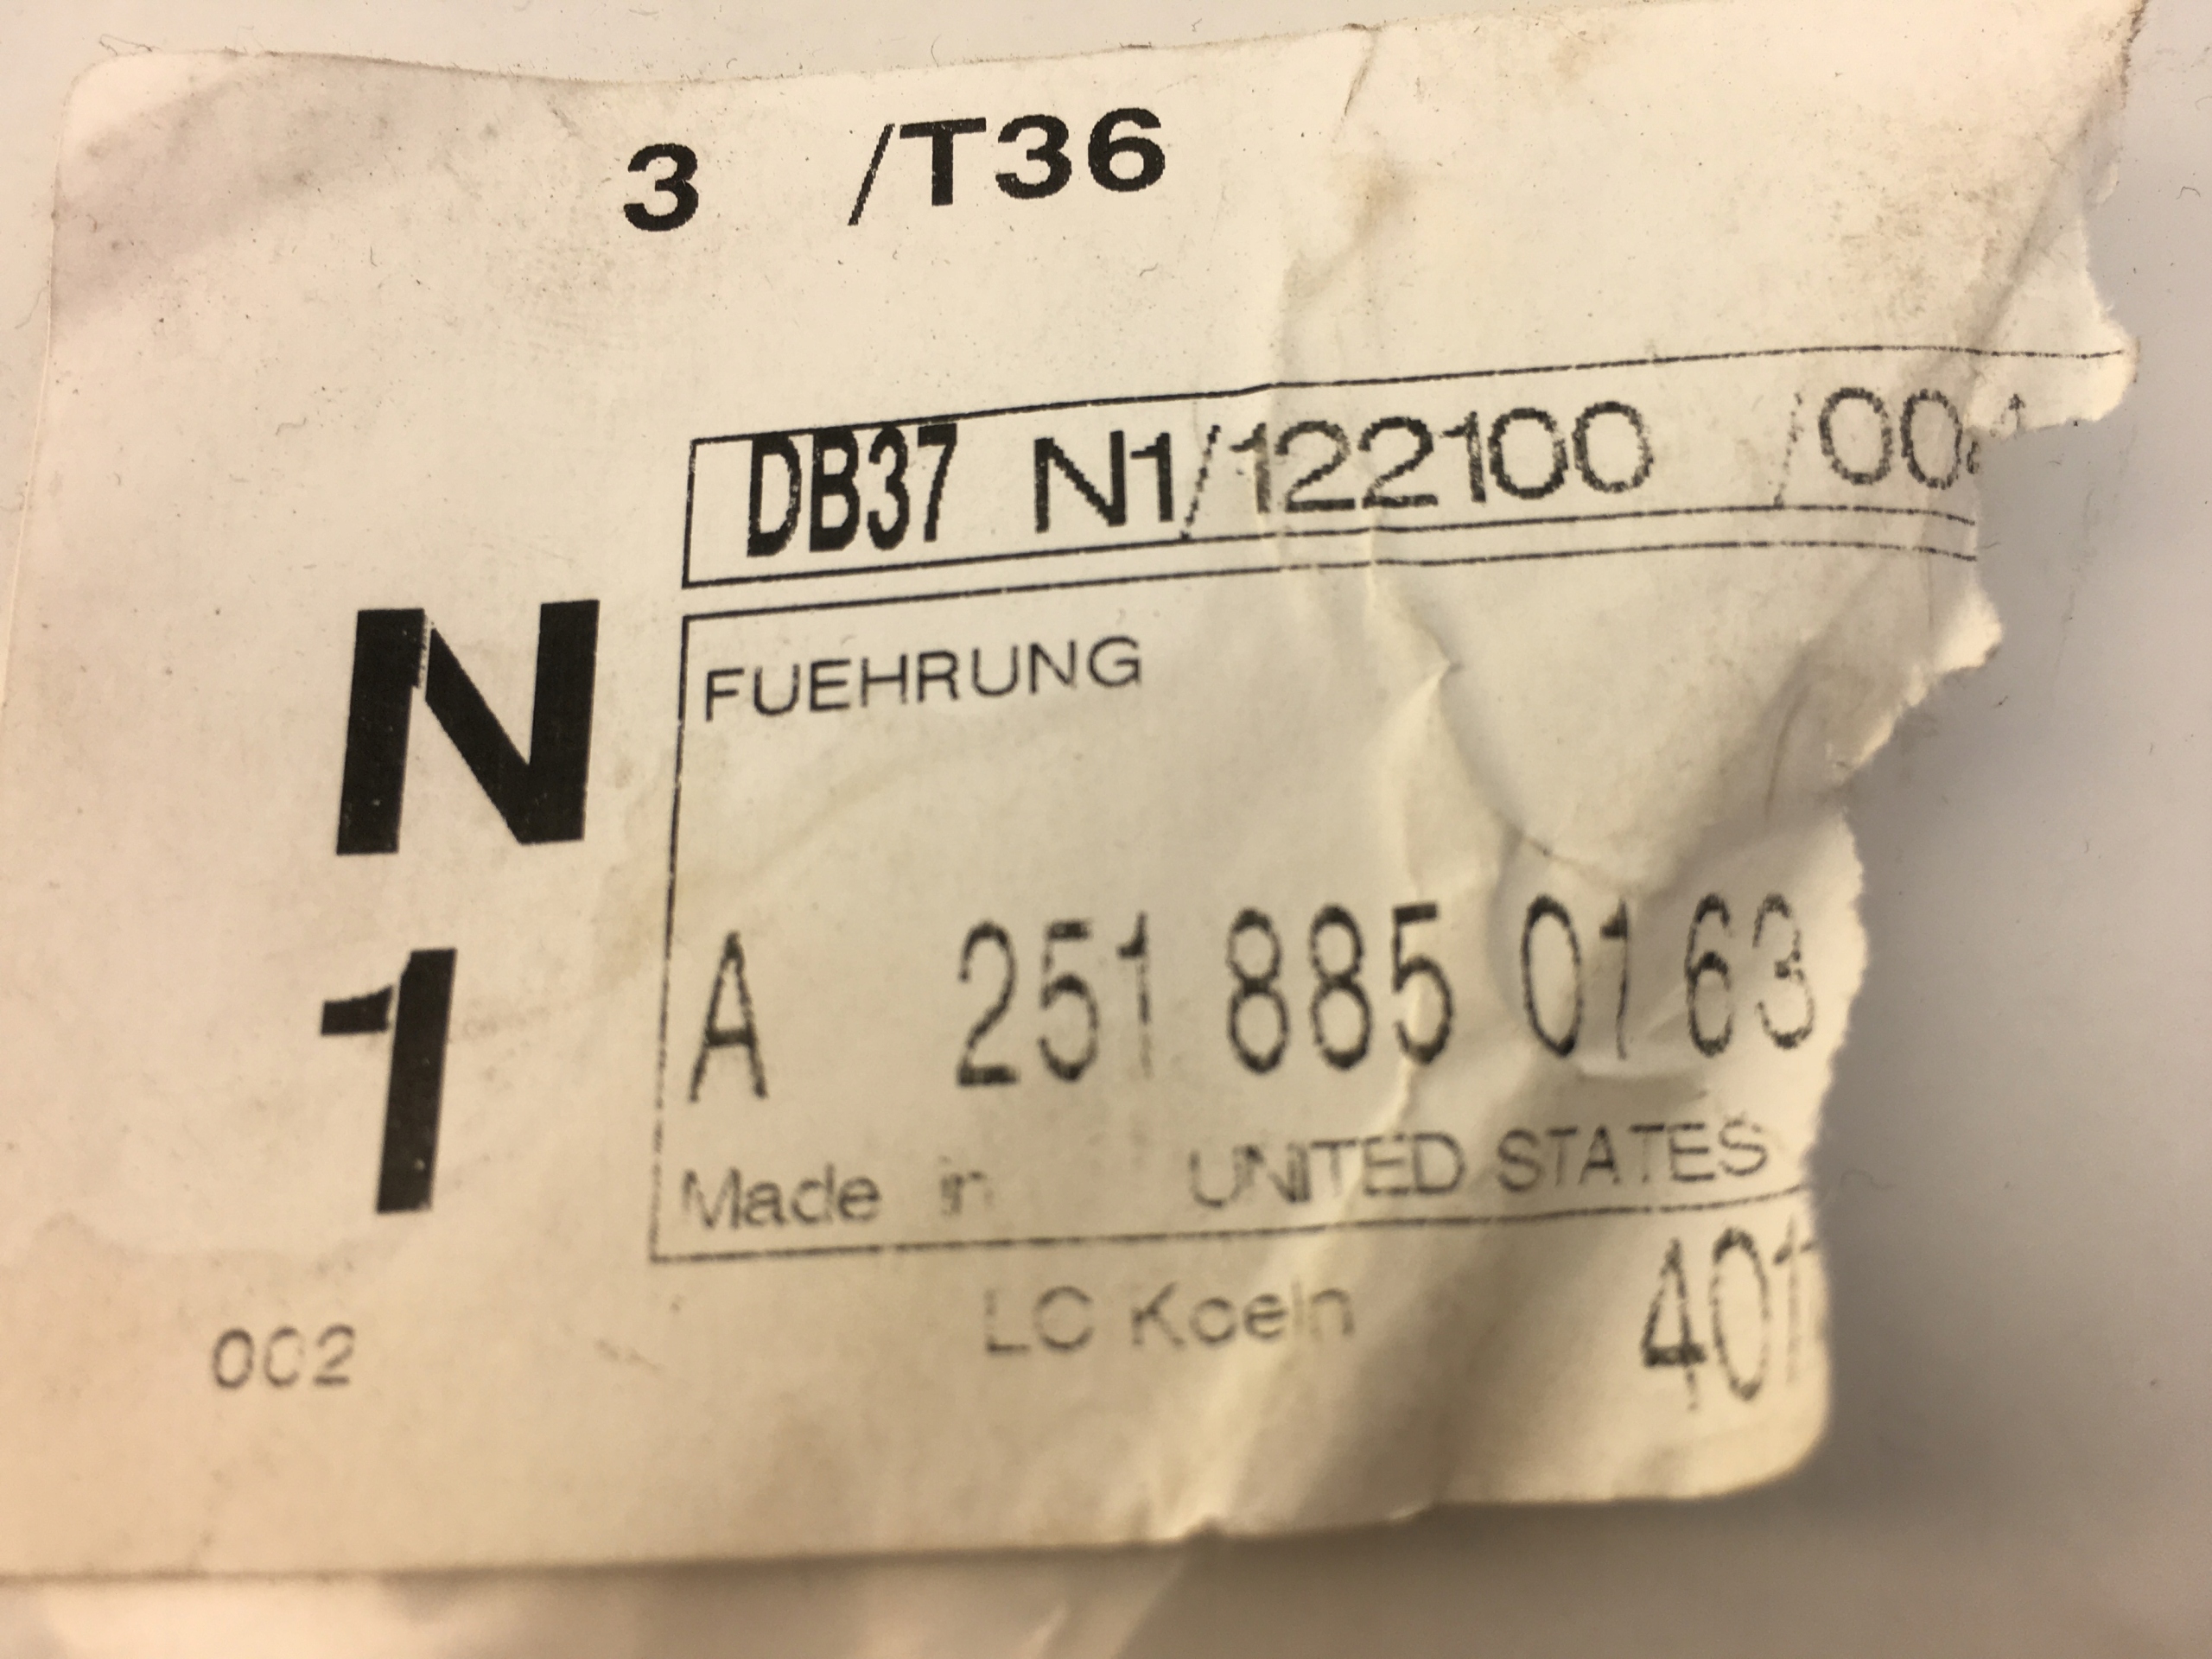 3 /T36
DB37 N1/122100 /00
N
1
FUEHRUNG
A 251 885 01 63
Made in UNITED STATES
LC Koeln 401
002